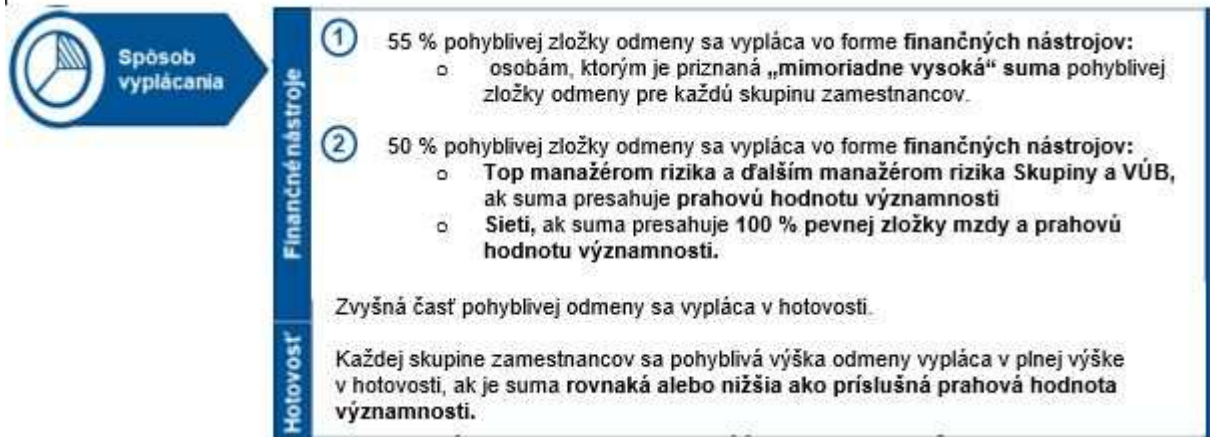 Spôsob
vyplácania
Finančné nástroje
1 55 % pohyblivej zložky odmeny sa vypláca vo forme finančných nástrojov:
o osobám, ktorým je priznaná „mimoriadne vysoká“ suma pohyblivej
zložky odmeny pre každú skupinu zamestnancov.
2 50 % pohyblivej zložky odmeny sa vypláca vo forme finančných nástrojov:
o Top manažérom rizika a ďalším manažérom rizika Skupiny a VÚB,
ak suma presahuje prahovú hodnotu významnosti
o Sieti, ak suma presahuje 100 % pevnej zložky mzdy a prahovú
hodnotu významnosti.
Zvyšná časť pohyblivej odmeny sa vypláca v hotovosti.
Hotovosť
Každej skupine zamestnancov sa pohyblivá výška odmeny vypláca v plnej výške
v hotovosti, ak je suma rovnaká alebo nižšia ako príslušná prahová hodnota
významnosti.